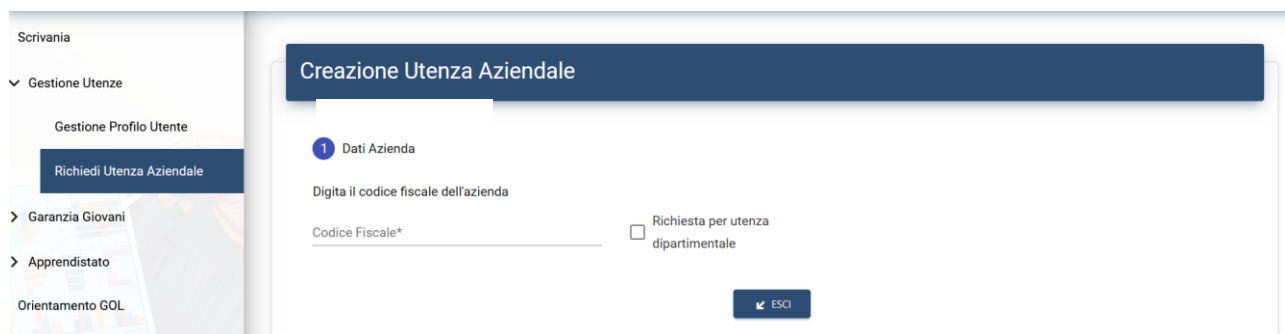 Scrivania
Gestione Utenze
Gestione Profilo Utente
Richiedi Utenza Aziendale
Garanzia Giovani
Apprendistato
Orientamento GOL
Creazione Utenza Aziendale
1 Dati Azienda
Digita il codice fiscale dell'azienda
Codice Fiscale*
Richiesta per utenza
dipartimentale
ESCI